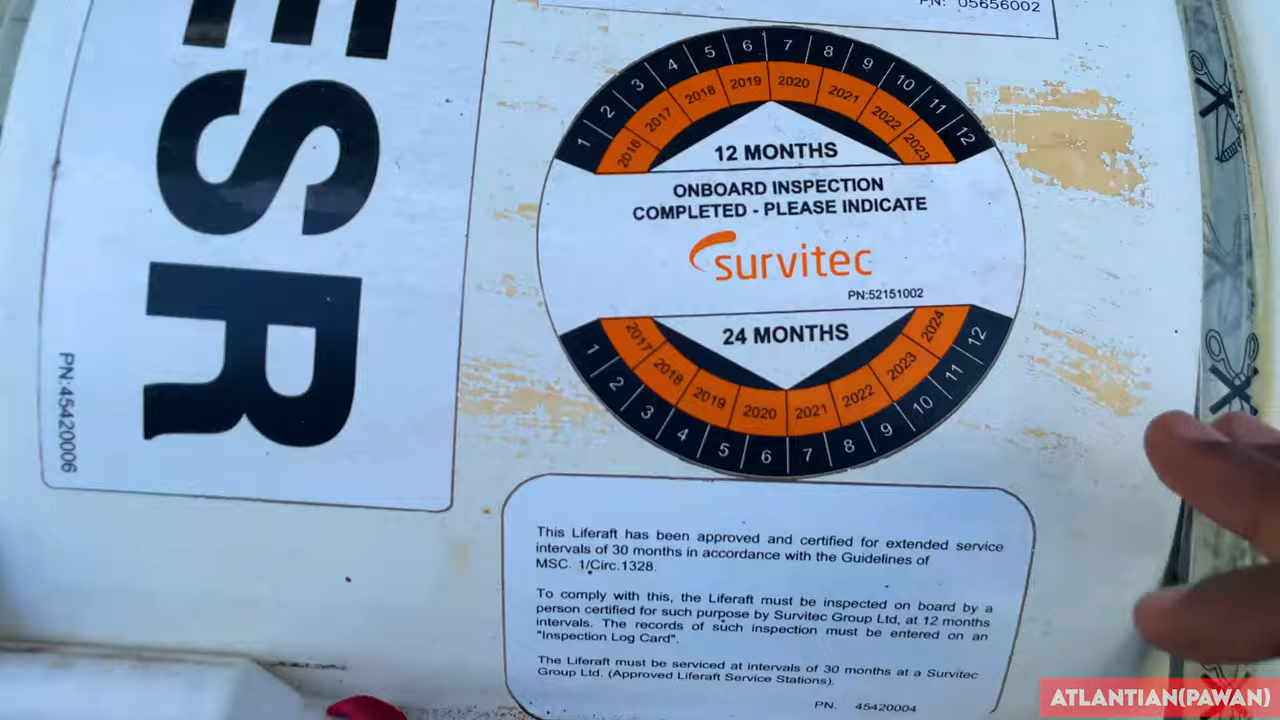 ESR
PN:45420006
PN: 05656002
1 2 3 4 5 6 7 8 9 10 11 12
2016 2017 2018 2019 2020 2021 2022 2023
12 MONTHS
ONBOARD INSPECTION
COMPLETED - PLEASE INDICATE
survitec
PN:52151002
24 MONTHS
2017 2018 2019 2020 2021 2022 2023 2024
1 2 3 4 5 6 7 8 9 10 11 12
This Liferaft has been approved and certified for extended service
intervals of 30 months in accordance with the Guidelines of
MSC. 1/Circ.1328.
To comply with this, the Liferaft must be inspected on board by a
person certified for such purpose by Survitec Group Ltd, at 12 months
intervals. The records of such inspection must be entered on an
"Inspection Log Card".
The Liferaft must be serviced at intervals of 30 months at a Survitec
Group Ltd. (Approved Liferaft Service Stations).
PN. 45420004
ATLANTIAN(PAWAN)